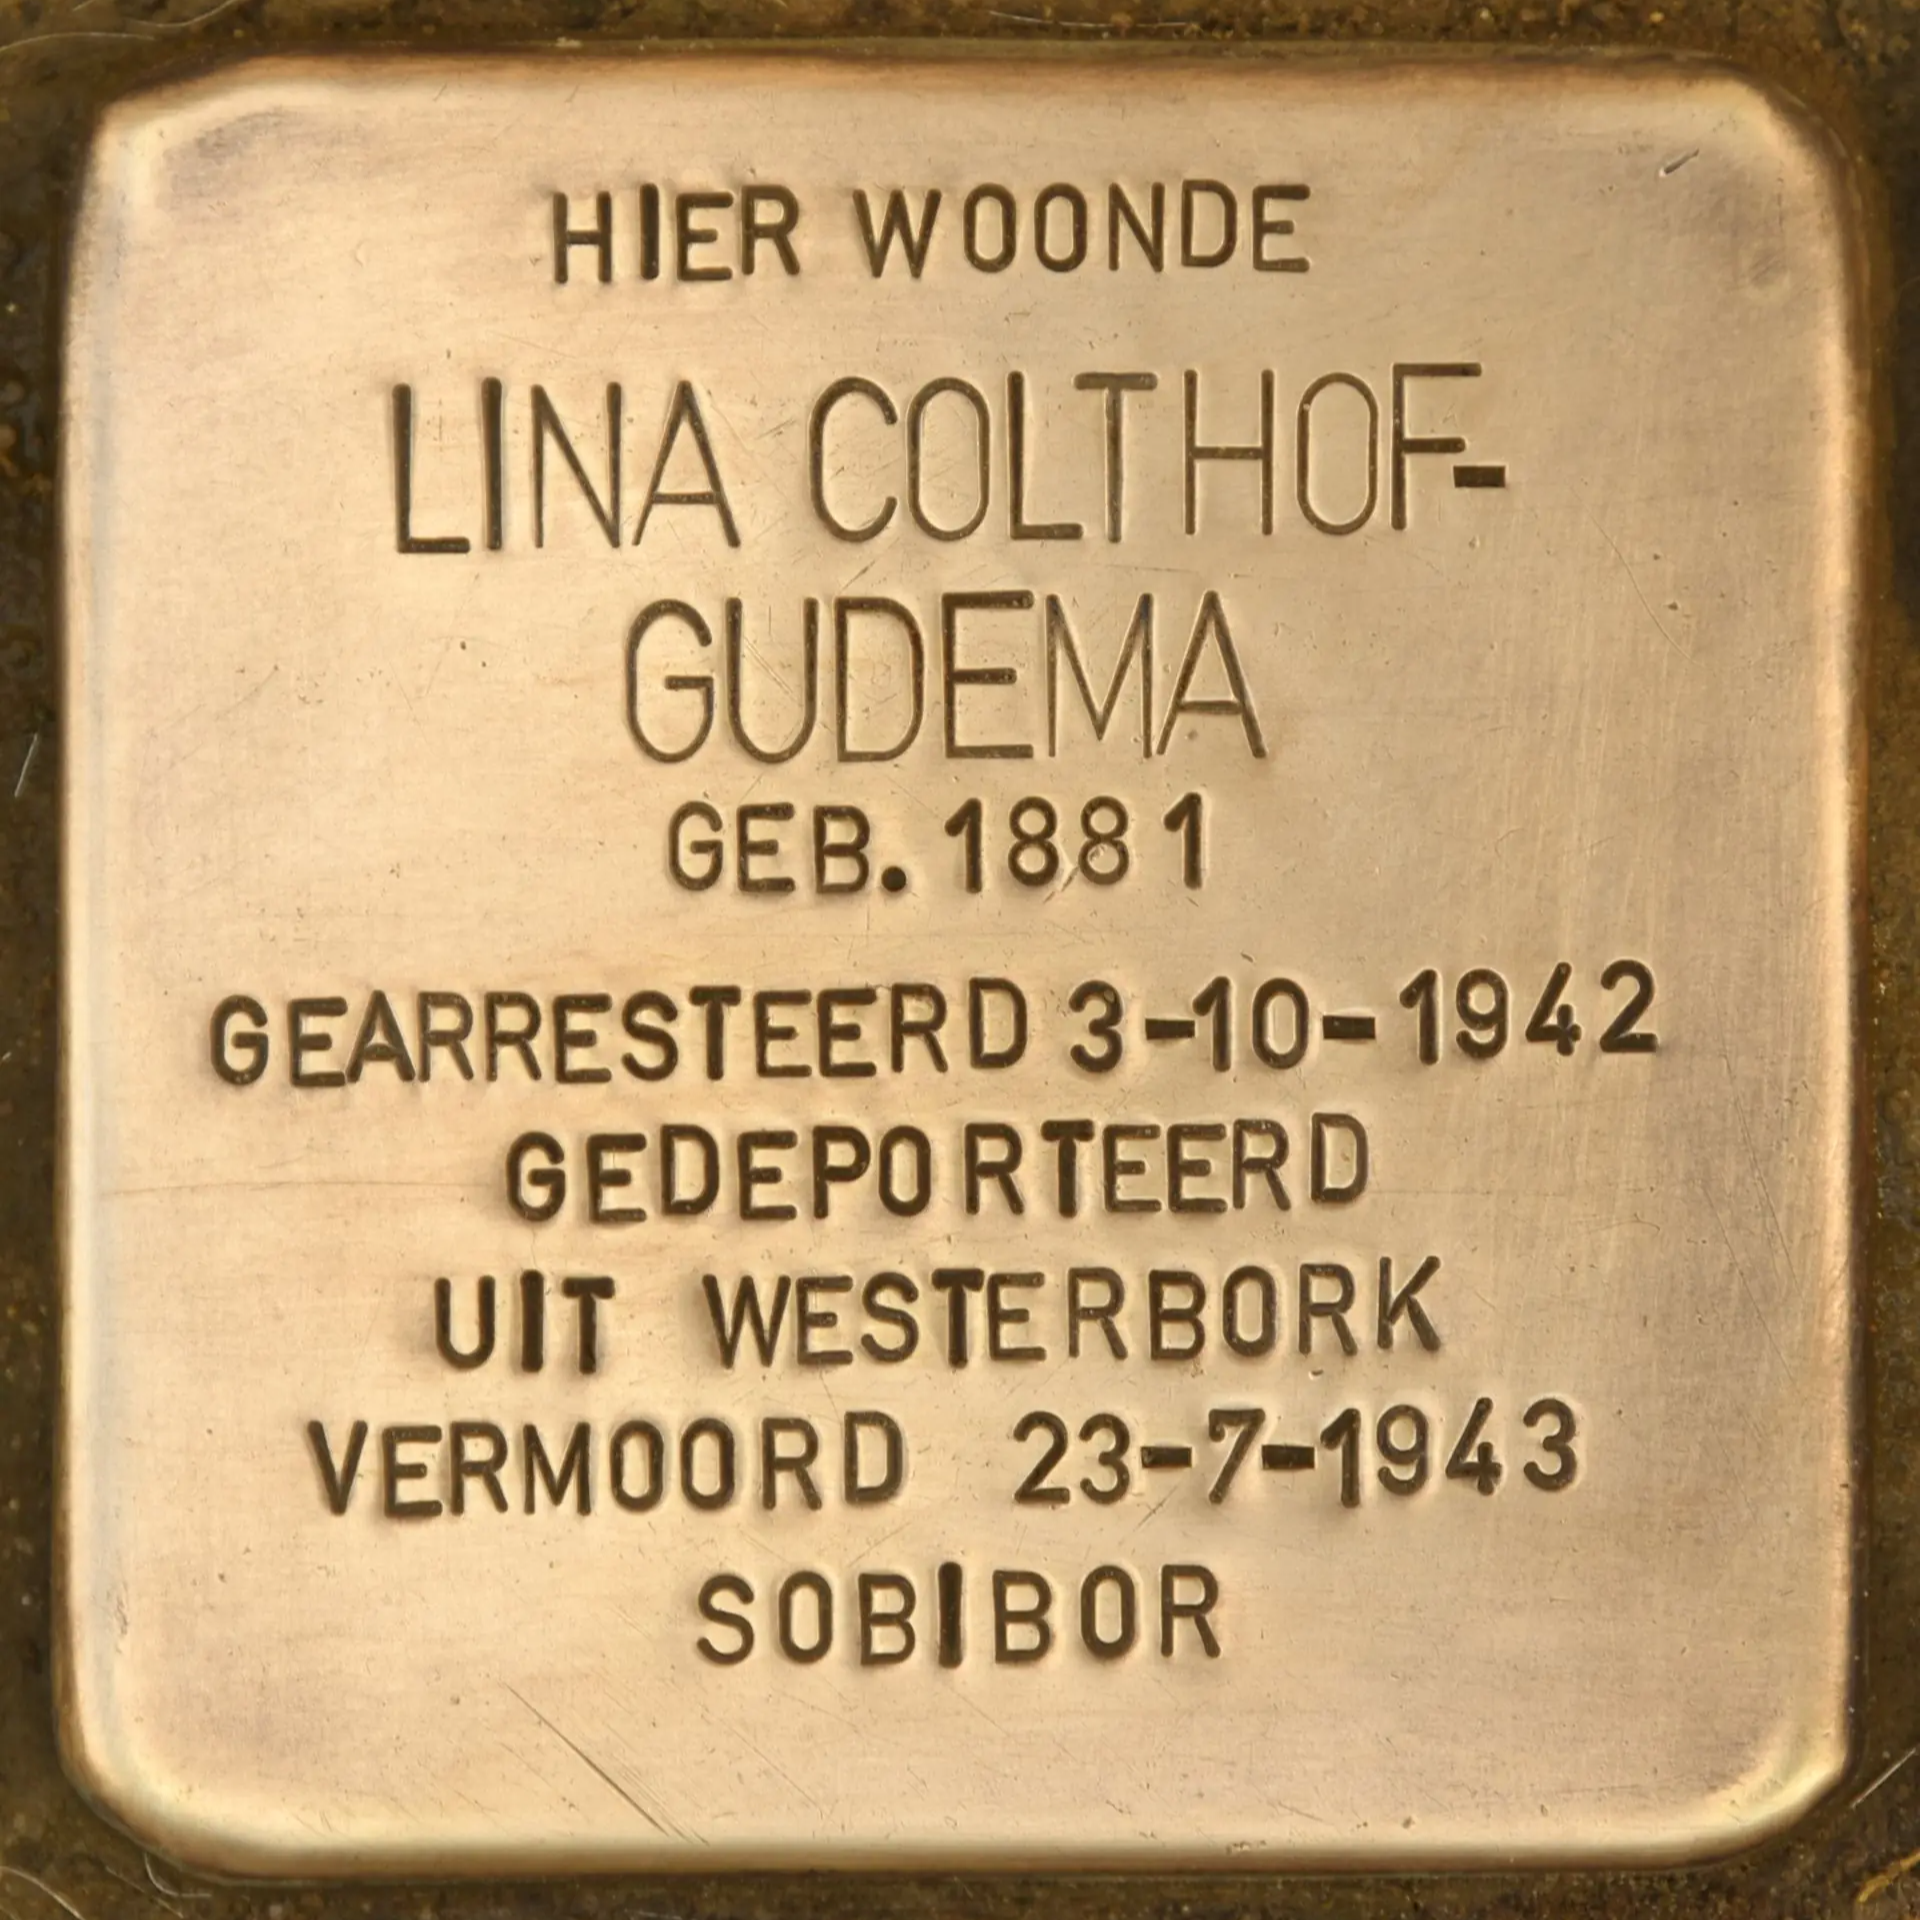 HIER WOONDE
LINA COLTHOF-
GUDEMA
GEB. 1881
GEARRESTEERD 3-10-1942
GEDEPORTEERD
UIT WESTERBORK
VERMOORD 23-7-1943
SOBIBOR